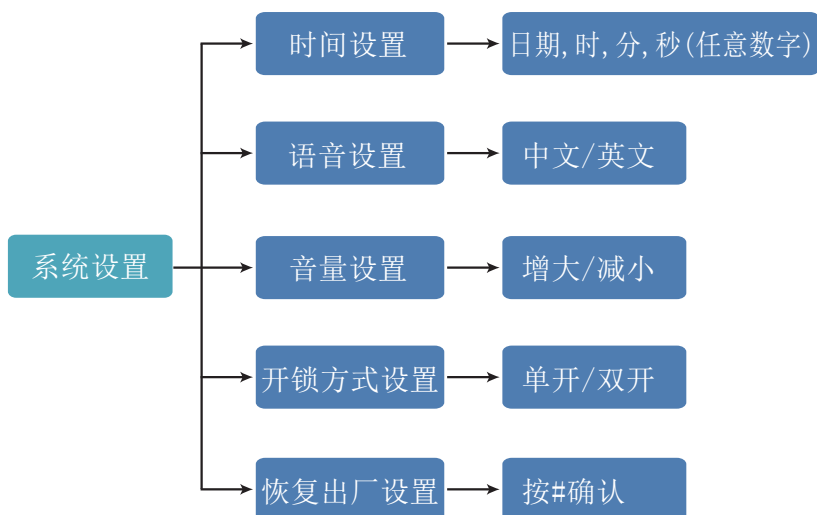 时间设置
日期,时,分,秒(任意数字)
语音设置
中文/英文
系统设置
音量设置
增大/减小
开锁方式设置
单开/双开
恢复出厂设置
按#确认